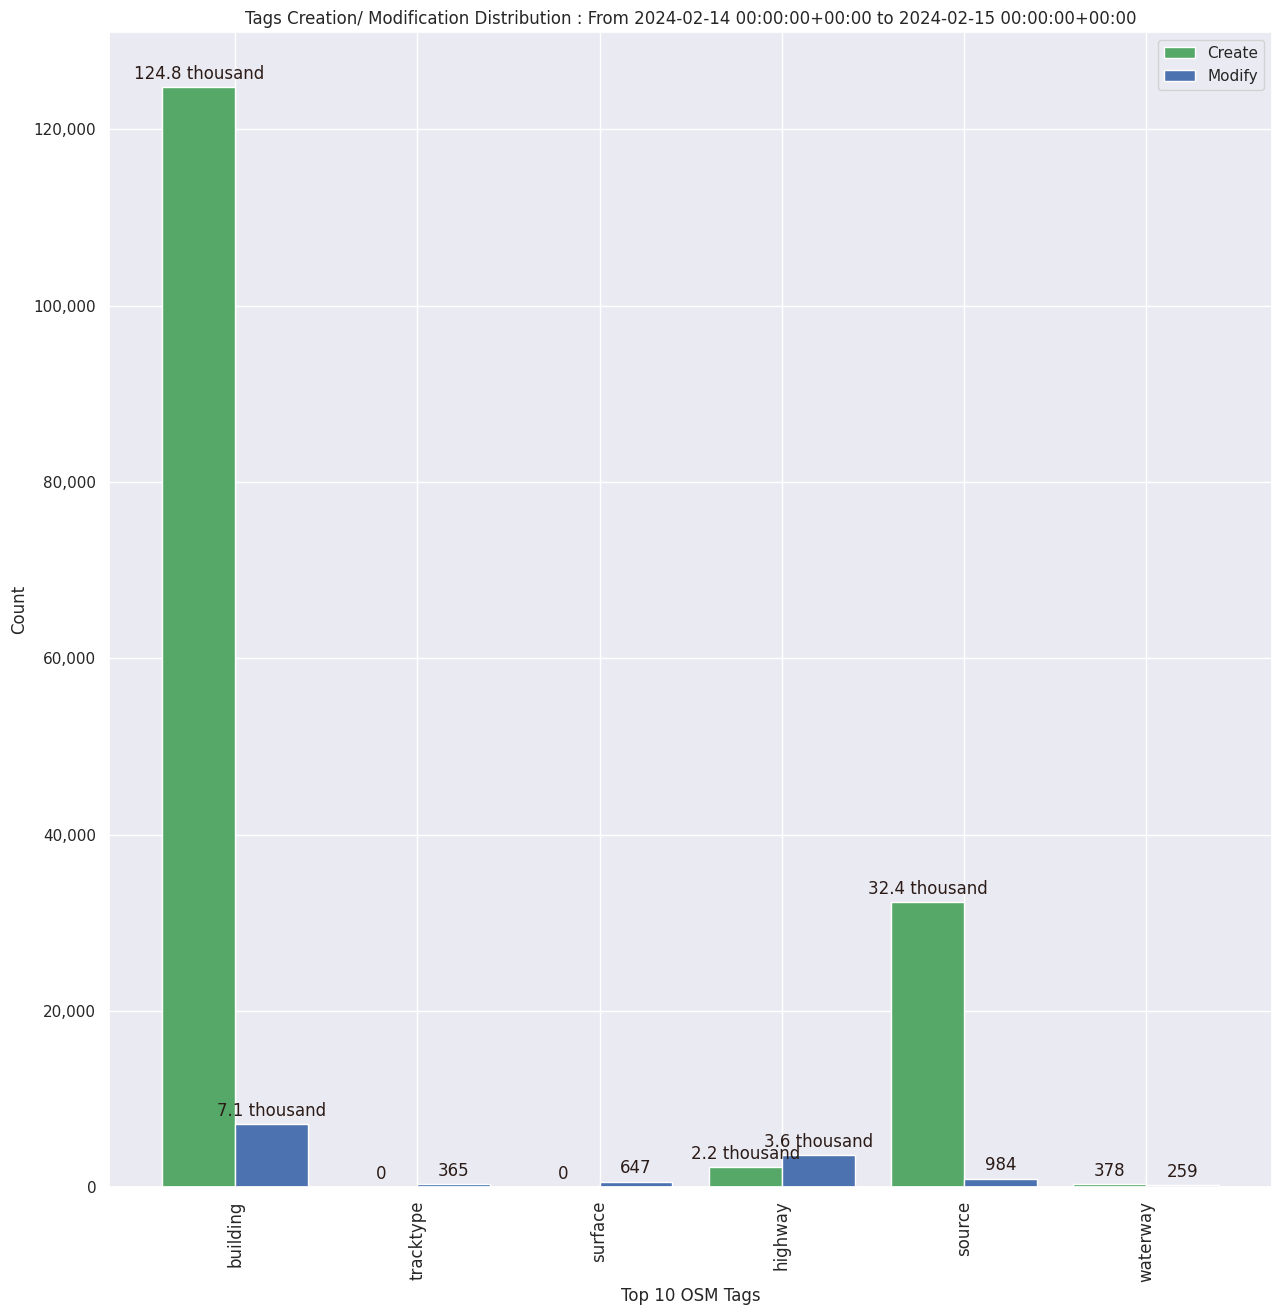 Tags Creation/ Modification Distribution : From 2024-02-14 00:00:00+00:00 to 2024-02-15 00:00:00+00:00
Create
Modify
124.8 thousand
120,000
100,000
80,000
60,000
40,000
20,000
0
Count
7.1 thousand
0
365
0
647
2.2 thousand
3.6 thousand
32.4 thousand
984
378
259
building
tracktype
surface
highway
source
waterway
Top 10 OSM Tags